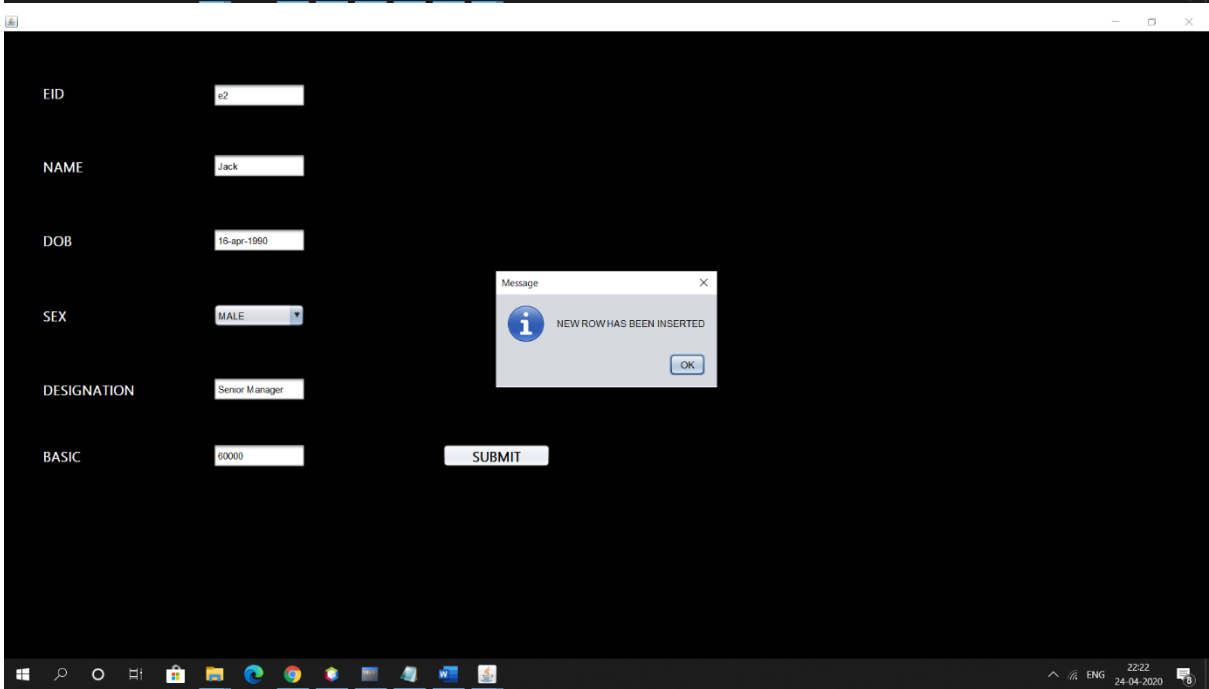 EID e2
NAME Jack
DOB 16-apr-1990
Message
SEX MALE
NEW ROW HAS BEEN INSERTED
OK
DESIGNATION Senior Manager
BASIC 60000 SUBMIT
ENG 22:22
24-04-2020
8